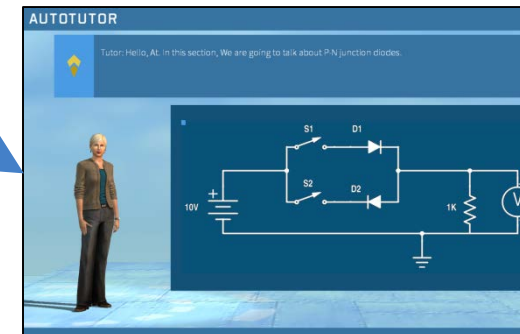 AUTOTUTOR
Tutor: Hello, At. In this section, We are going to talk about P-N junction diodes.
S1 D1
S2 D2
+
10V
1K
V